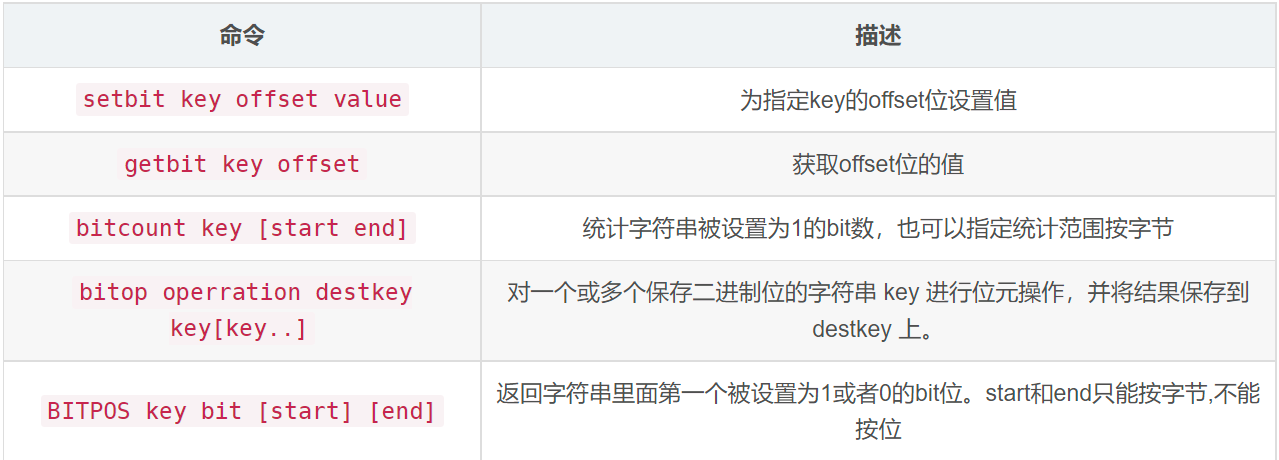 命令
描述
setbit key offset value
为指定key的offset位设置值
getbit key offset
获取offset位的值
bitcount key [start end]
统计字符串被设置为1的bit数，也可以指定统计范围按字节
bitop operration destkey
key[key..]
对一个或多个保存二进制位的字符串 key 进行位元操作，并将结果保存到
destkey 上。
BITPOS key bit [start] [end]
返回字符串里面第一个被设置为1或者0的bit位。start和end只能按字节,不能
按位